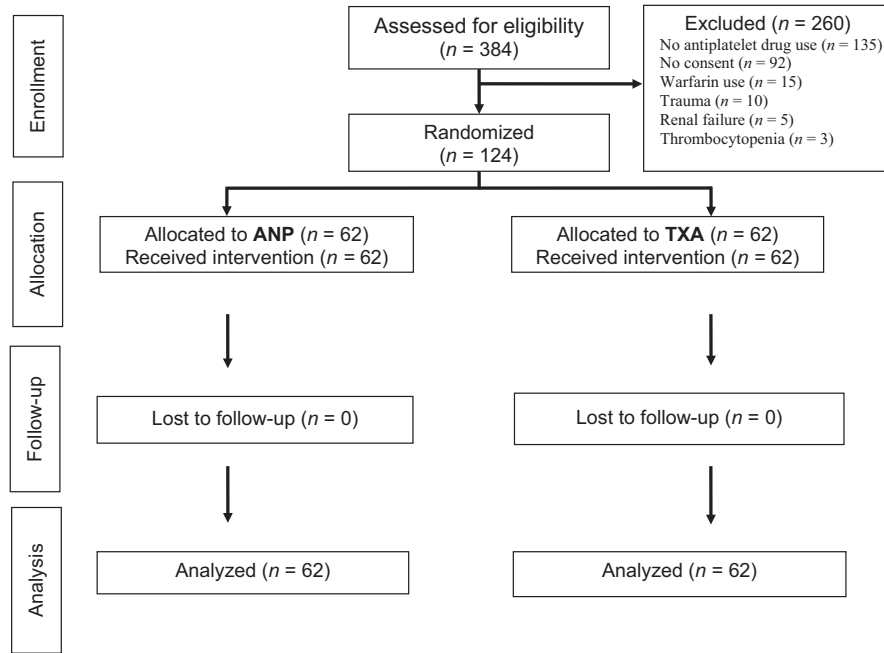 Enrollment
Assessed for eligibility
(n = 384)
Excluded (n = 260)
No antiplatelet drug use (n = 135)
No consent (n = 92)
Warfarin use (n = 15)
Trauma (n = 10)
Renal failure (n = 5)
Thrombocytopenia (n = 3)
Randomized
(n = 124)
Allocation
Allocated to ANP (n = 62)
Received intervention (n = 62)
Allocated to TXA (n = 62)
Received intervention (n = 62)
Follow-up
Lost to follow-up (n = 0)
Lost to follow-up (n = 0)
Analysis
Analyzed (n = 62)
Analyzed (n = 62)